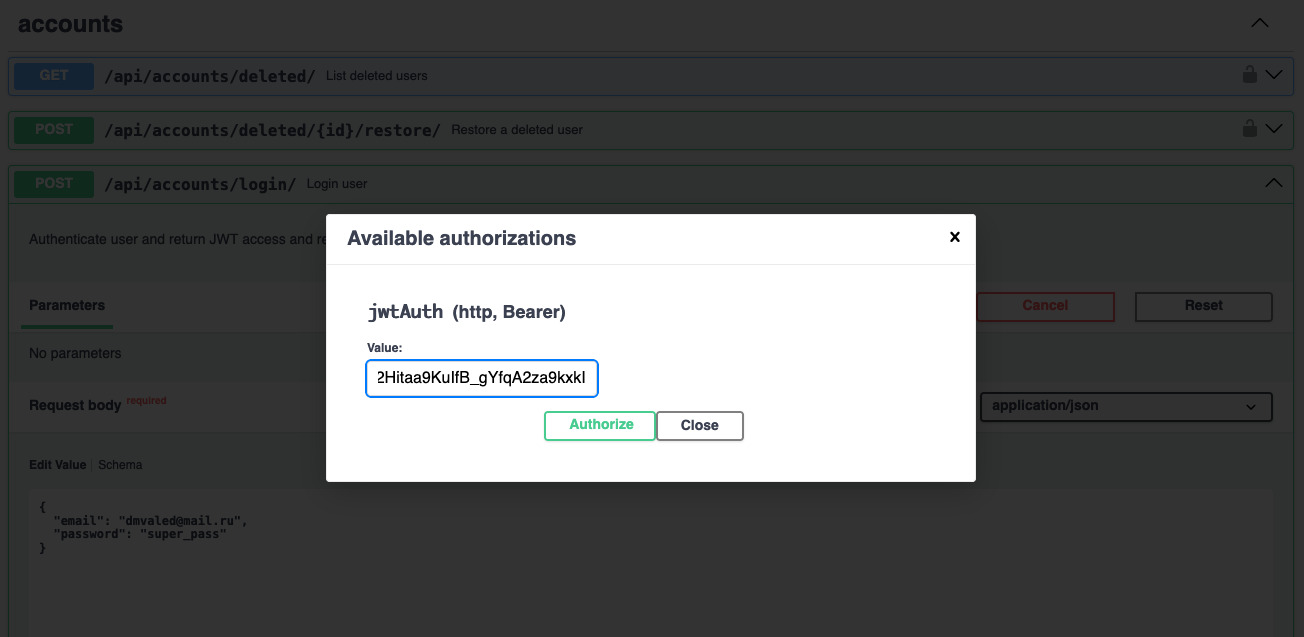 accounts
GET /api/accounts/deleted/ List deleted users
POST /api/accounts/deleted/{id}/restore/ Restore a deleted user
POST /api/accounts/login/ Login user
Authenticate user and return JWT access and re
Available authorizations x
jwtAuth (http, Bearer)
Value:
2Hitaa9KuIfB_gYfqA2za9kxkI
Authorize Close
Parameters Cancel Reset
No parameters
Request body required application/json
Edit Value | Schema
{
"email": "dmvaled@mail.ru",
"password": "super_pass"
}